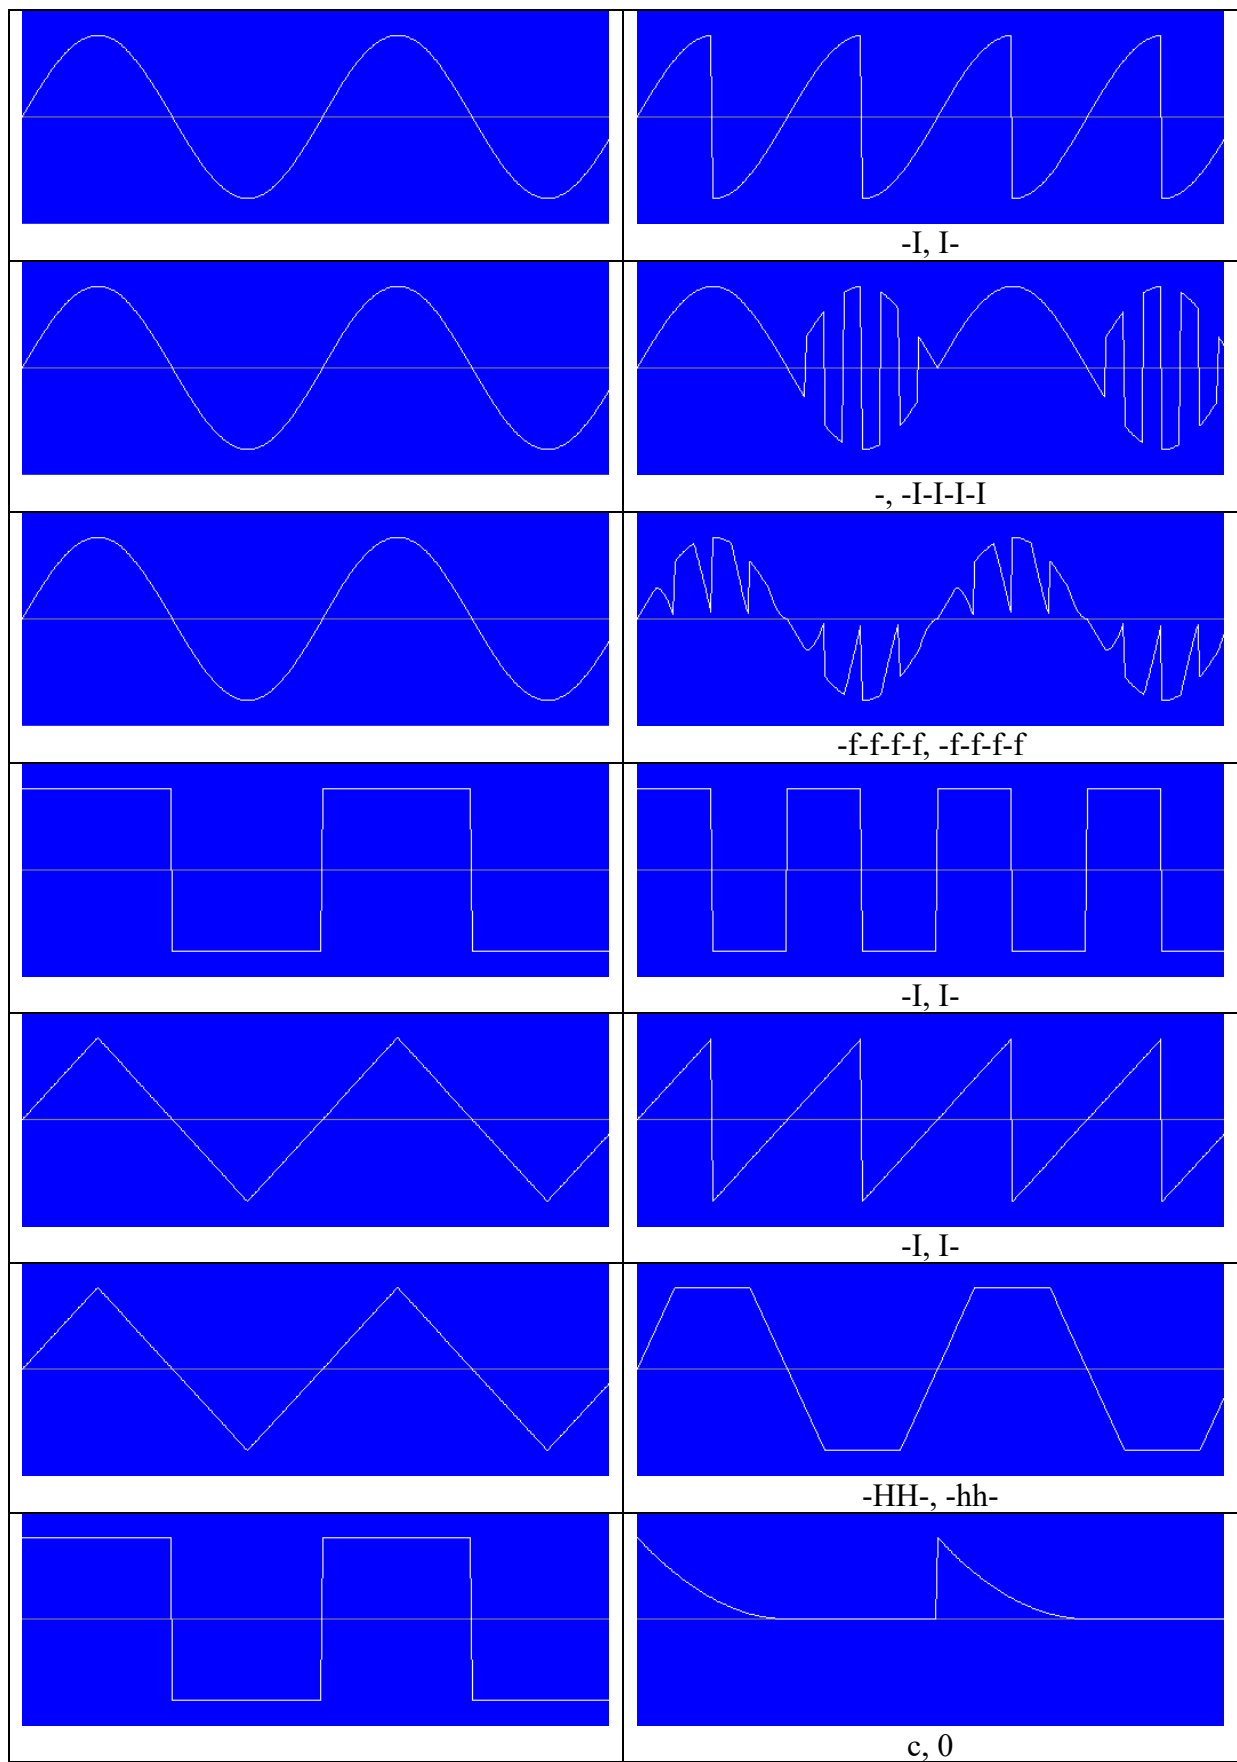 -I, I-
-, -I-I-I-I
-f-f-f-f, -f-f-f-f
-I, I-
-I, I-
-HH-, -hh-
c, 0